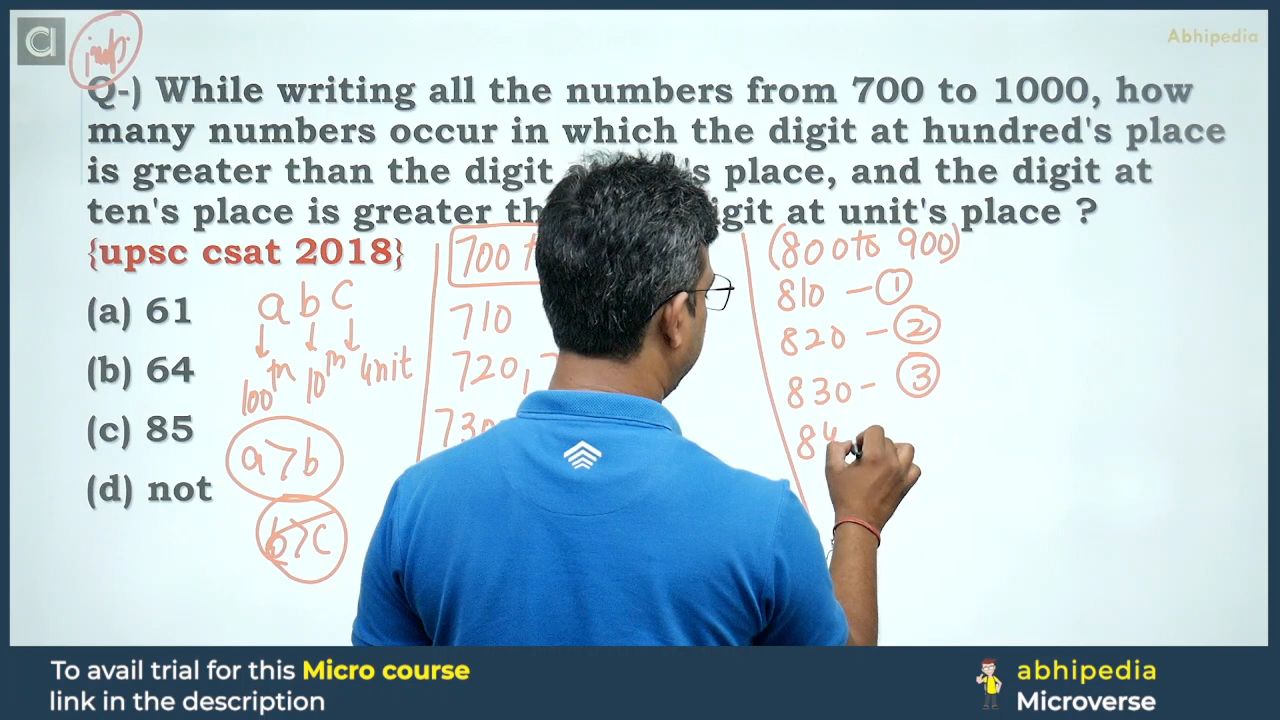 Abhipedia
imp
Q-) While writing all the numbers from 700 to 1000, how
many numbers occur in which the digit at hundred's place
is greater than the digit 's place, and the digit at
ten's place is greater igit at unit's place ?
{upsc csat 2018}
(a) 61
(b) 64
(c) 85
(d) not
a b c
100th 10th unit
a > b
b > c
700
710
720,
730
(800 to 900)
810 - 1
820 - 2
830 - 3
84
To avail trial for this Micro course
link in the description
abhipedia
Microverse